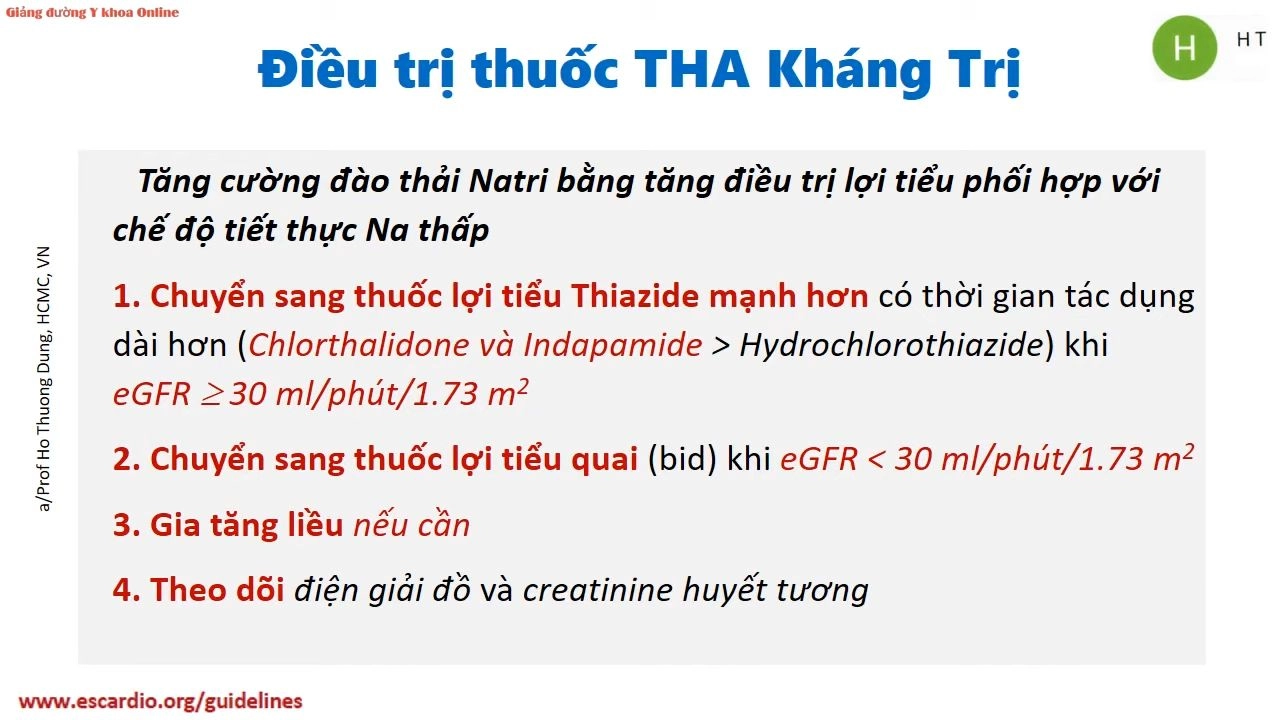 Giảng đường Y khoa Online
H
H T
Điều trị thuốc THA Kháng Trị
Tăng cường đào thải Natri bằng tăng điều trị lợi tiểu phối hợp với
chế độ tiết thực Na thấp
1. Chuyển sang thuốc lợi tiểu Thiazide mạnh hơn có thời gian tác dụng
dài hơn (Chlorthalidone và Indapamide > Hydrochlorothiazide) khi
eGFR ≥ 30 ml/phút/1.73 m²
2. Chuyển sang thuốc lợi tiểu quai (bid) khi eGFR < 30 ml/phút/1.73 m²
3. Gia tăng liều nếu cần
4. Theo dõi điện giải đồ và creatinine huyết tương
a/Prof Ho Thuong Dung, HCMC, VN
www.escardio.org/guidelines